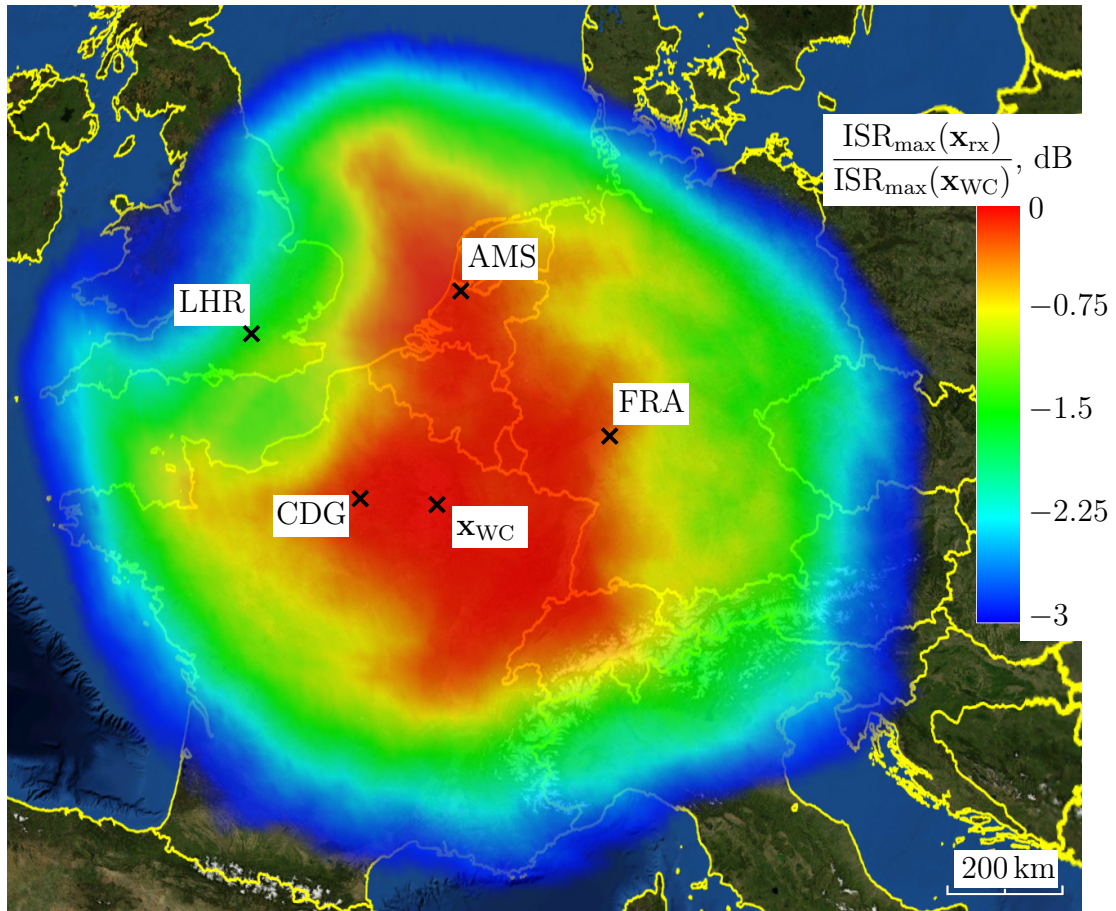 ISRmax(xrx)
ISRmax(xWC), dB
0
AMS
LHR
−0.75
FRA
−1.5
CDG
xWC
−2.25
−3
200 km